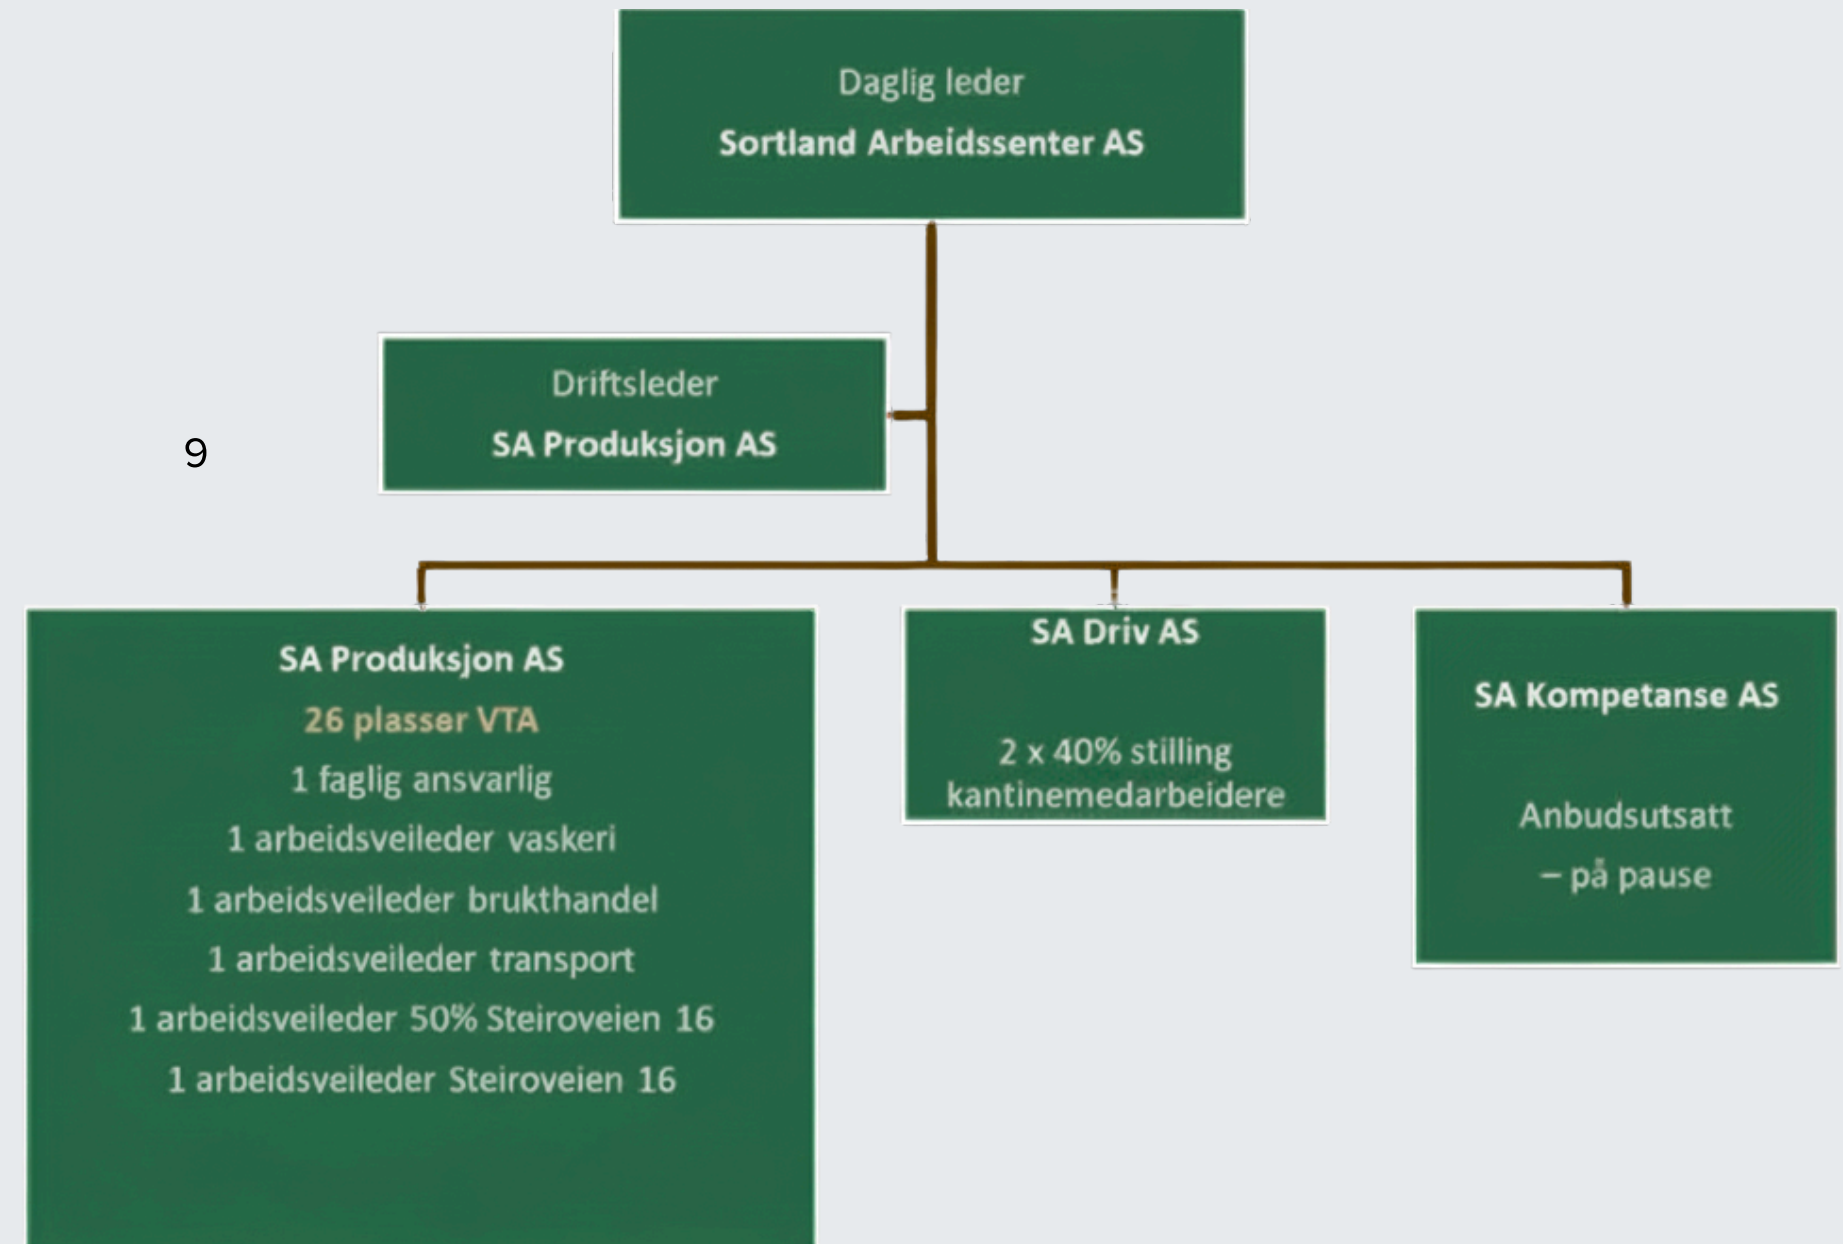 Daglig leder
Sortland Arbeidssenter AS
Driftsleder
SA Produksjon AS
9
SA Produksjon AS
26 plasser VTA
1 faglig ansvarlig
1 arbeidsveileder vaskeri
1 arbeidsveileder brukthandel
1 arbeidsveileder transport
1 arbeidsveileder 50% Steiroveien 16
1 arbeidsveileder Steiroveien 16
SA Driv AS
2 x 40% stilling
kantinemedarbeidere
SA Kompetanse AS
Anbudsutsatt
– på pause